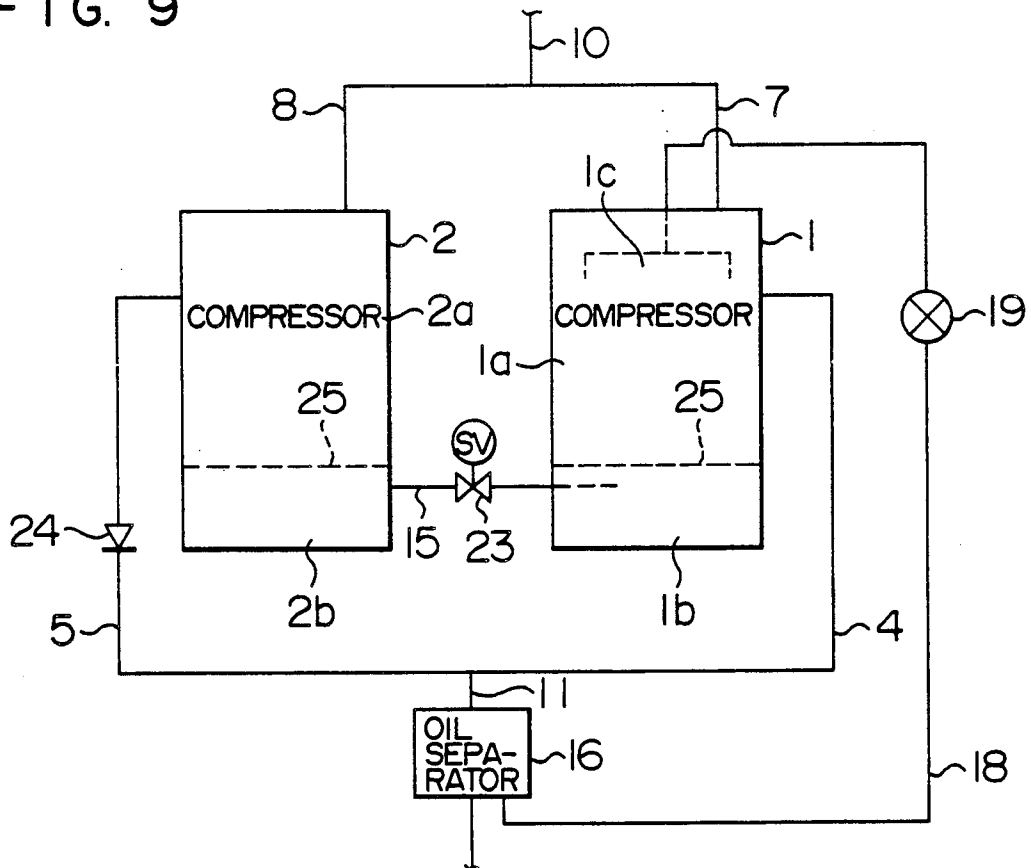 FIG. 9
10
8
7
1c
2
1
COMPRESSOR
2a
COMPRESSOR
19
1a
25
25
SV
24
15
23
2b
1b
5
4
11
OIL
SEPA-
RATOR
16
18